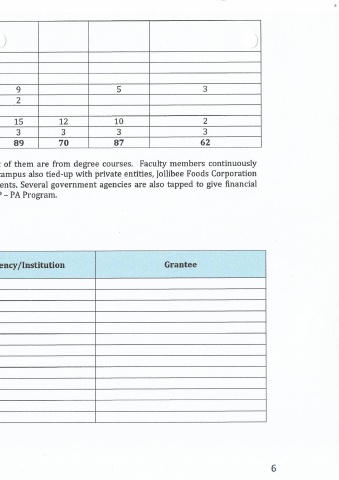 9 5 3
2
15 12 10 2
3 3 3 3
89 70 87 62
of them are from degree courses. Faculty members continuously
campus also tied-up with private entities, Jollibee Foods Corporation
ents. Several government agencies are also tapped to give financial
P – PA Program.
ency/Institution Grantee
6